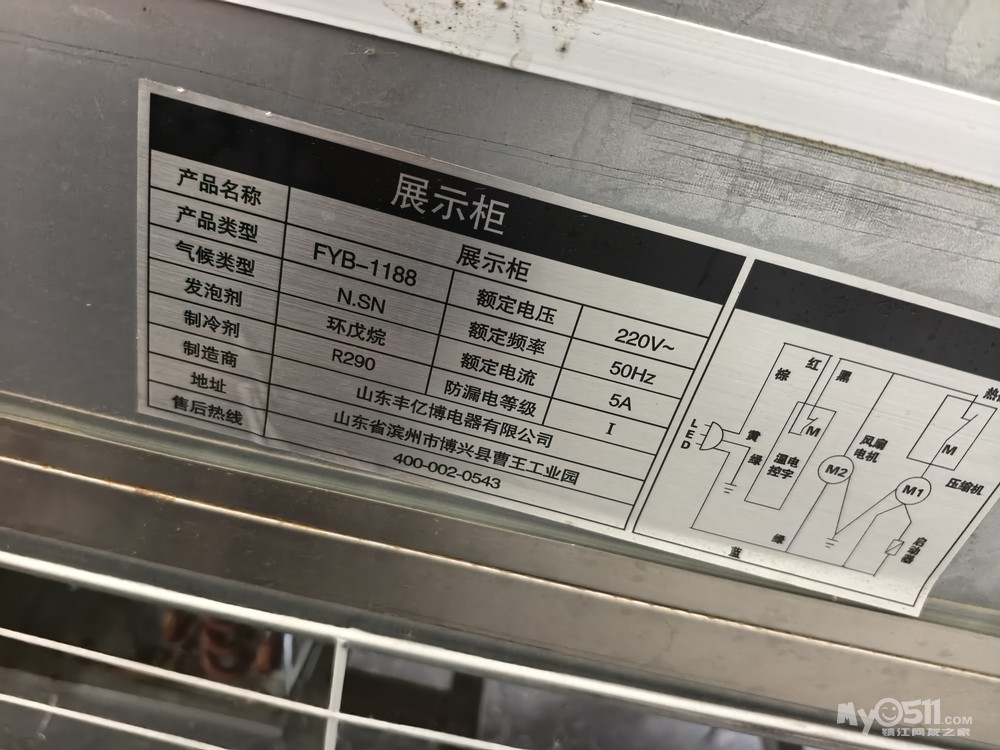 展示柜
产品名称 展示柜
产品类型 FYB-1188 额定电压 220V~
气候类型 N.SN 额定频率 50Hz
发泡剂 环戊烷 额定电流 5A
制冷剂 R290 防漏电等级 I
制造商 山东丰亿博电器有限公司
地址 山东省滨州市博兴县曹王工业园
售后热线 400-002-0543
红
棕
黑
热
L
E
D
黄
绿
M
温电
控字
风扇
电机
M2
M
压缩机
M1
启动器
绿
蓝
My0511.COM
镇江网友之家